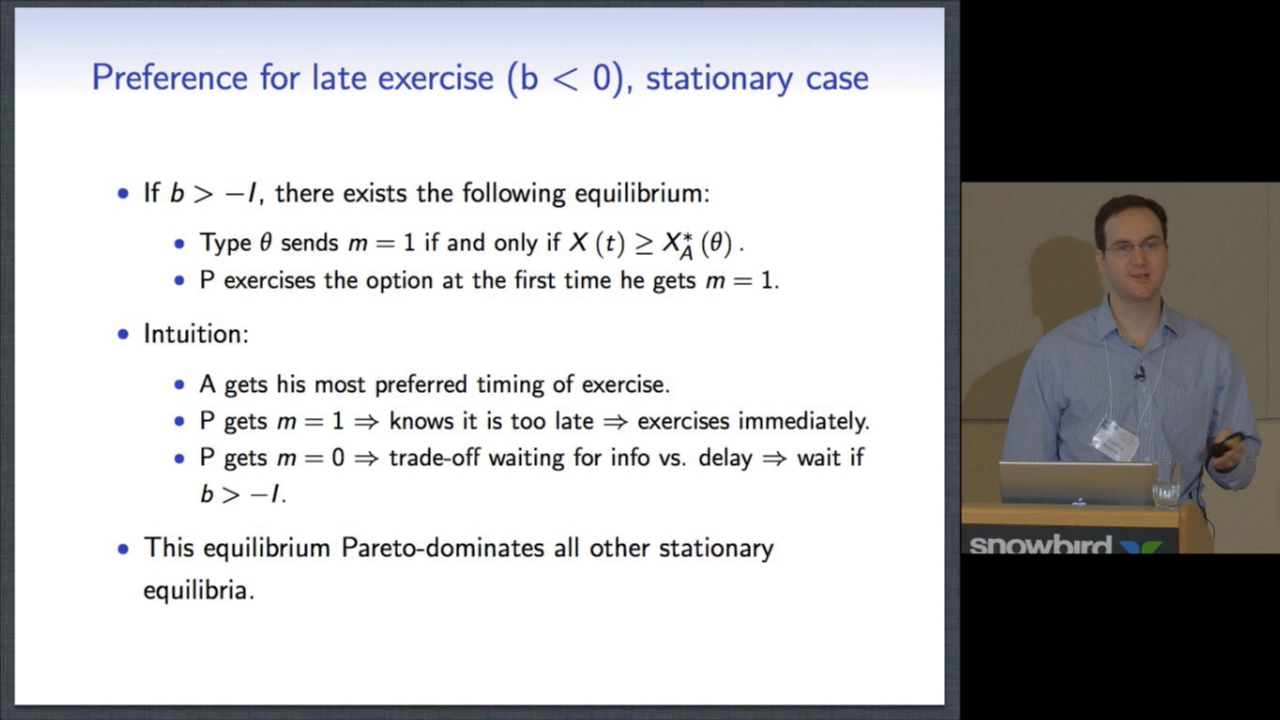 Preference for late exercise (b < 0), stationary case
• If b > −I, there exists the following equilibrium:
• Type θ sends m = 1 if and only if X (t) ≥ X*_A (θ) .
• P exercises the option at the first time he gets m = 1.
• Intuition:
• A gets his most preferred timing of exercise.
• P gets m = 1 ⇒ knows it is too late ⇒ exercises immediately.
• P gets m = 0 ⇒ trade-off waiting for info vs. delay ⇒ wait if
b > −I.
• This equilibrium Pareto-dominates all other stationary
equilibria.
snowbird